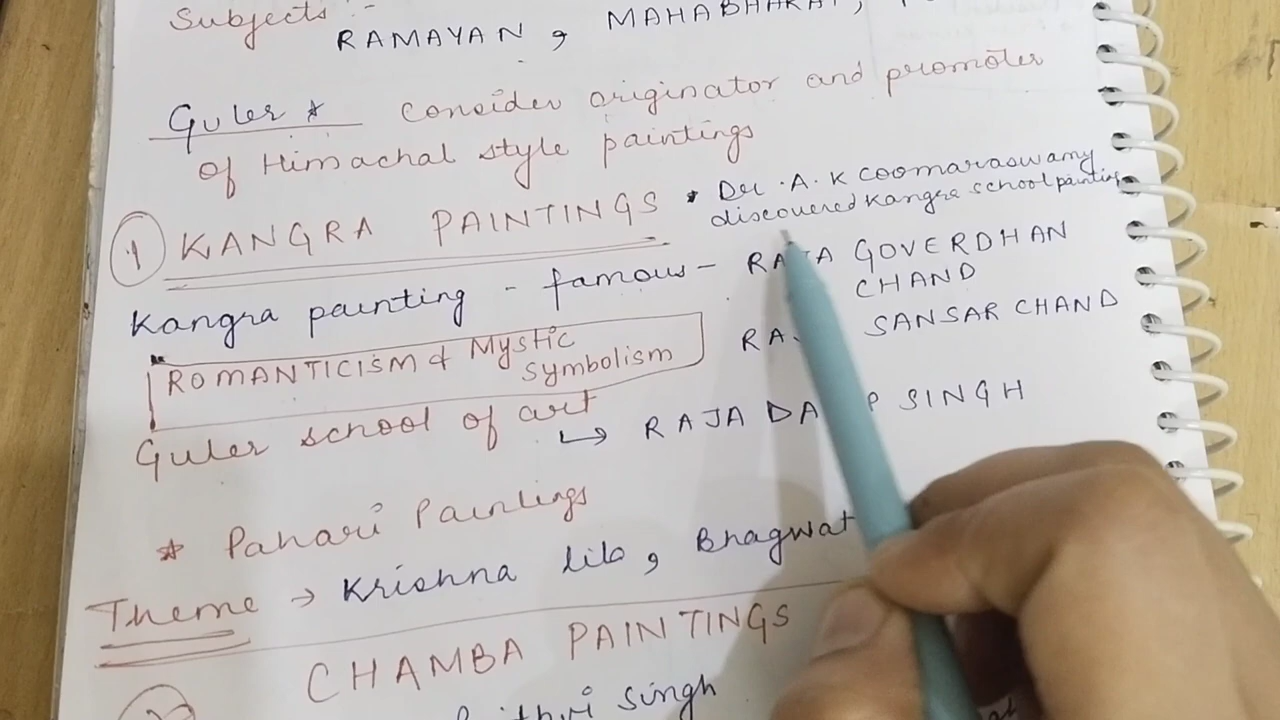 Subjects :-
RAMAYAN, MAHABHARAT,
Guler * Consider originator and promoter
of Himachal style paintings
1 KANGRA PAINTINGS * Dr. A.K Coomaraswamy
discovered Kangra school painting
Kangra painting - famous - RAJA GOVERDHAN
CHAND
ROMANTICISM & Mystic
Symbolism
SANSAR CHAND
Guler school of art
↳ RAJA SINGH
* Pahari Paintings
Theme → Krishna lila, Bhagwat
CHAMBA PAINTINGS
Singh